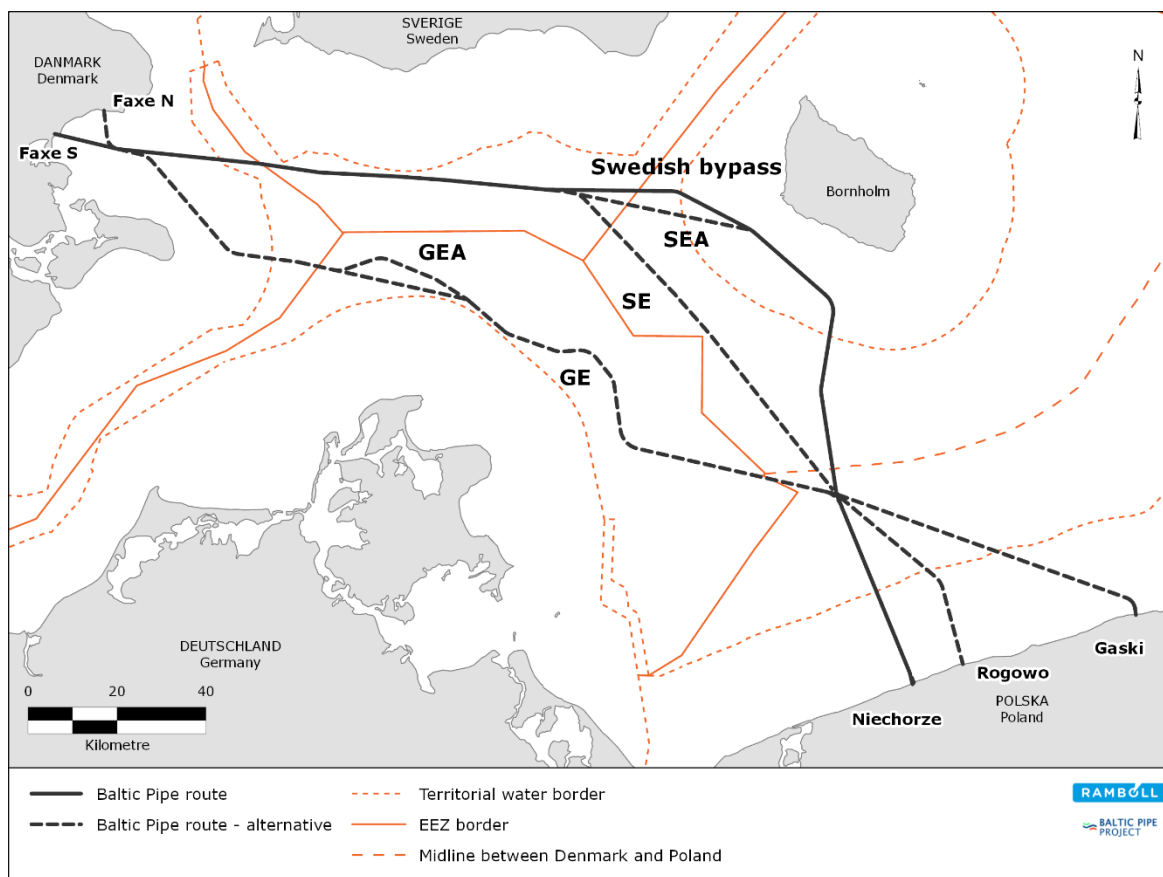 SVERIGE
Sweden
DANMARK
Denmark
N
Faxe N
Faxe S
Swedish bypass
Bornholm
SEA
GEA
SE
GE
DEUTSCHLAND
Germany
Gaski
Rogowo
POLSKA
Poland
Niechorze
0 20 40
Kilometre
Baltic Pipe route
Baltic Pipe route - alternative
Territorial water border
EEZ border
Midline between Denmark and Poland
RAMBOLL
BALTIC PIPE
PROJECT